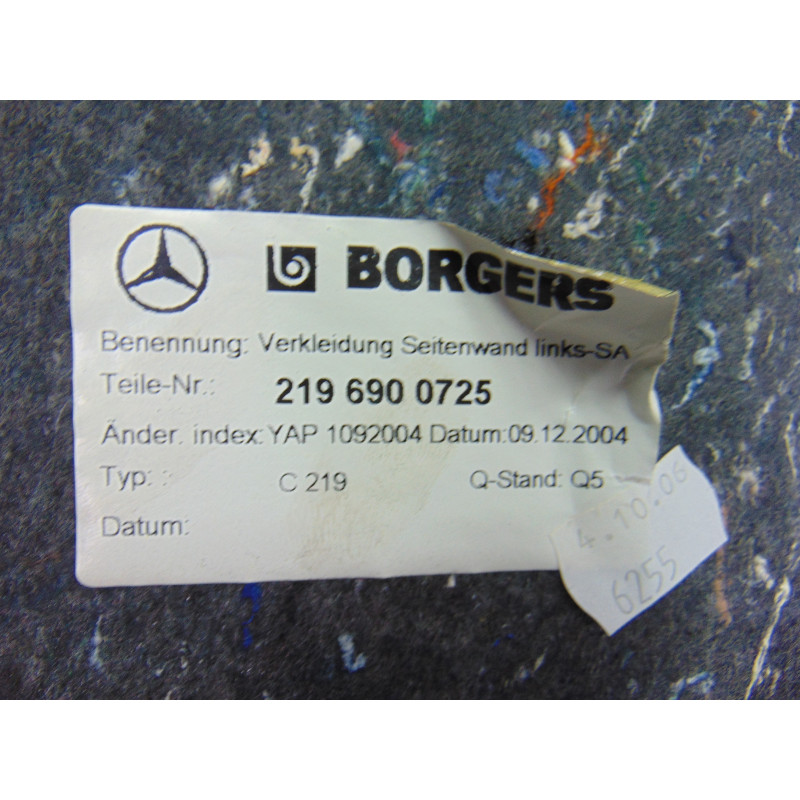 BORGERS
Benennung: Verkleidung Seitenwand links-SA
Teile-Nr.: 219 690 0725
Änder. index: YAP 1092004 Datum: 09.12.2004
Typ: : C 219 Q-Stand: Q5
Datum:
4.10.06
6255